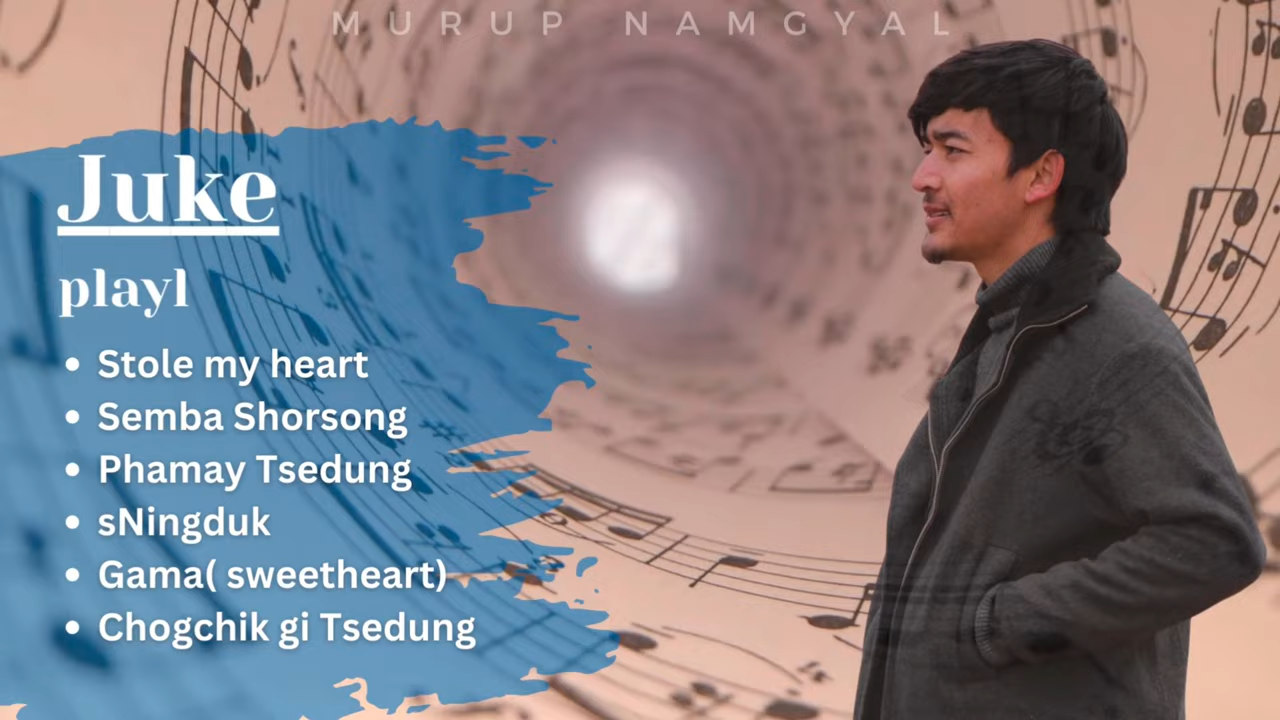 MURUP NAMGYAL
Juke
playl
• Stole my heart
• Semba Shorsong
• Phamay Tsedung
• sNingduk
• Gama( sweetheart)
• Chogchik gi Tsedung